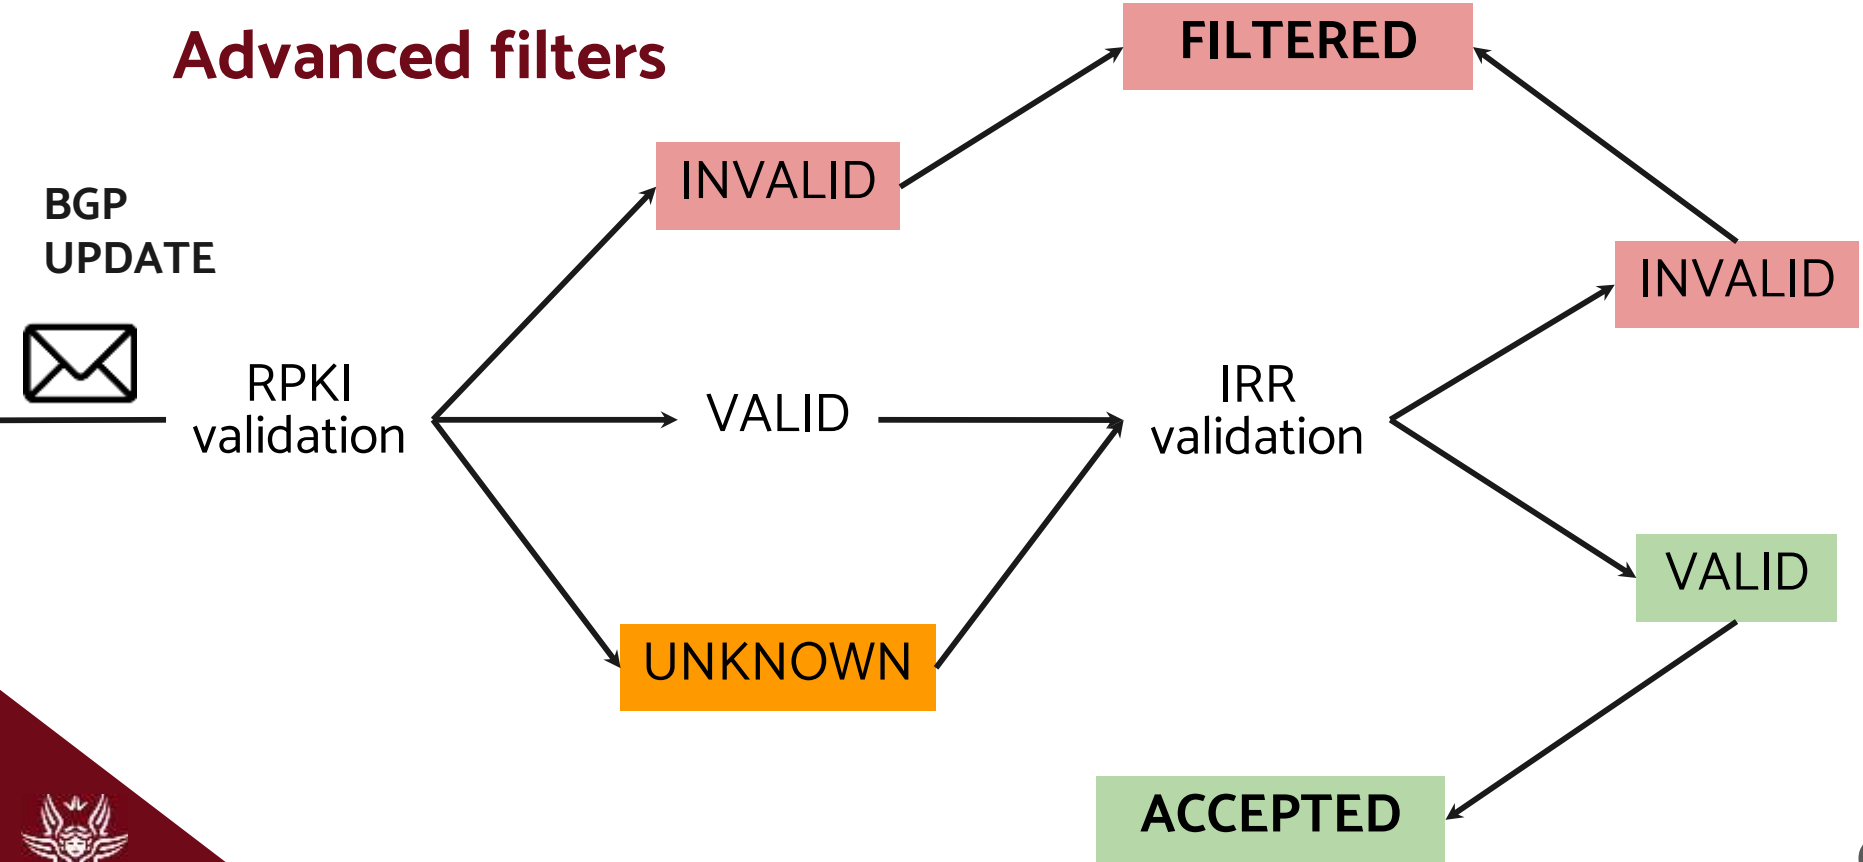 Advanced filters
FILTERED
INVALID
BGP
UPDATE
INVALID
RPKI
validation
VALID
IRR
validation
VALID
UNKNOWN
ACCEPTED